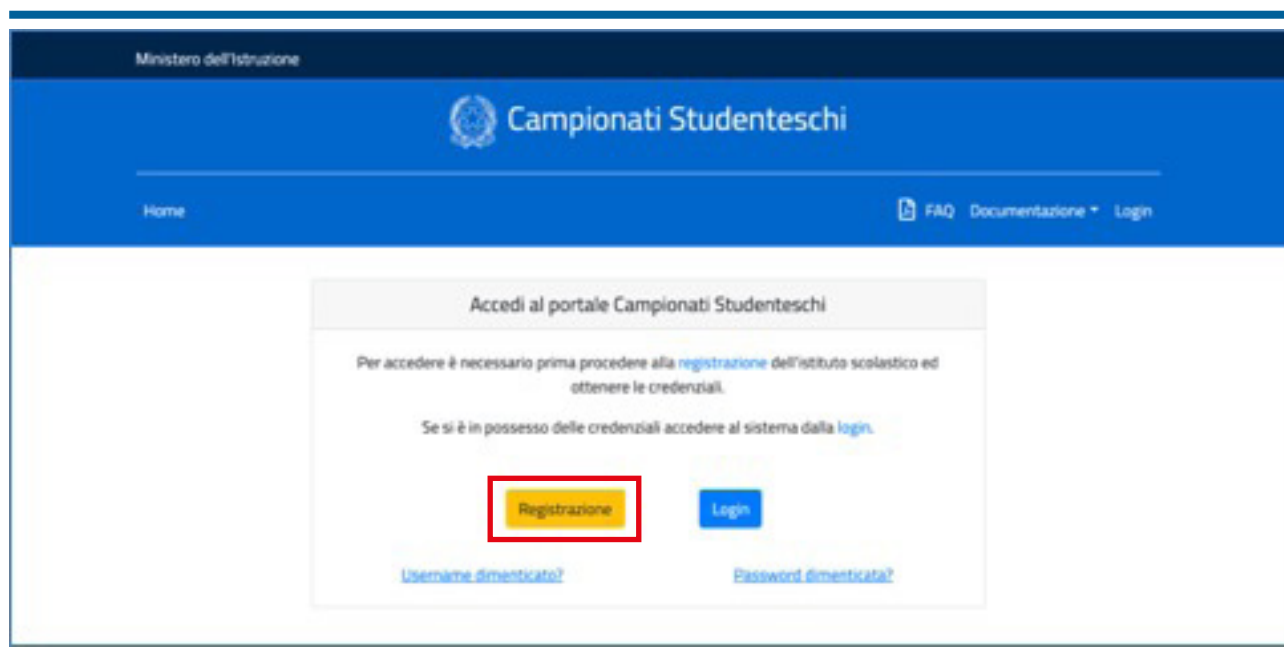 Ministero dell'Istruzione
Campionati Studenteschi
Home
FAQ Documentazione Login
Accedi al portale Campionati Studenteschi
Per accedere è necessario prima procedere alla registrazione dell'istituto scolastico ed
ottenere le credenziali.
Se si è in possesso delle credenziali accedere al sistema dalla login.
Registrazione Login
Username dimenticato? Password dimenticata?